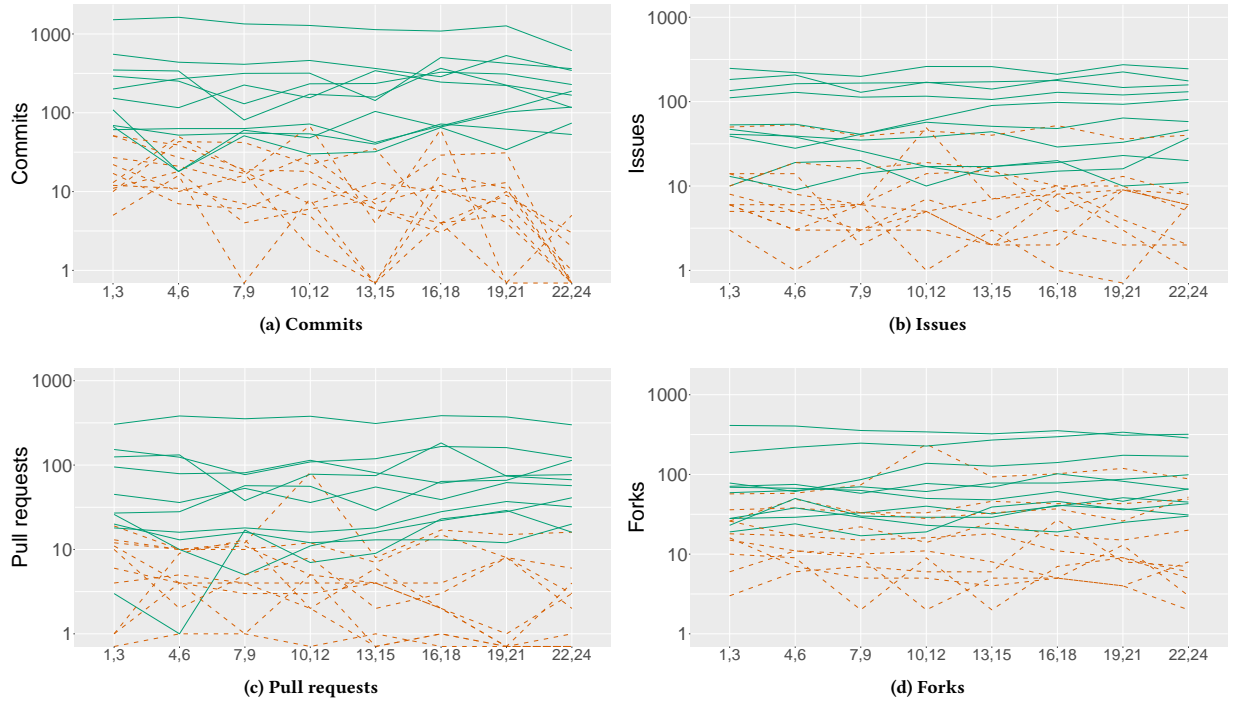 Commits
1000
100
10
1
1,3 4,6 7,9 10,12 13,15 16,18 19,21 22,24
(a) Commits
Issues
1000
100
10
1
1,3 4,6 7,9 10,12 13,15 16,18 19,21 22,24
(b) Issues
Pull requests
1000
100
10
1
1,3 4,6 7,9 10,12 13,15 16,18 19,21 22,24
(c) Pull requests
Forks
1000
100
10
1
1,3 4,6 7,9 10,12 13,15 16,18 19,21 22,24
(d) Forks